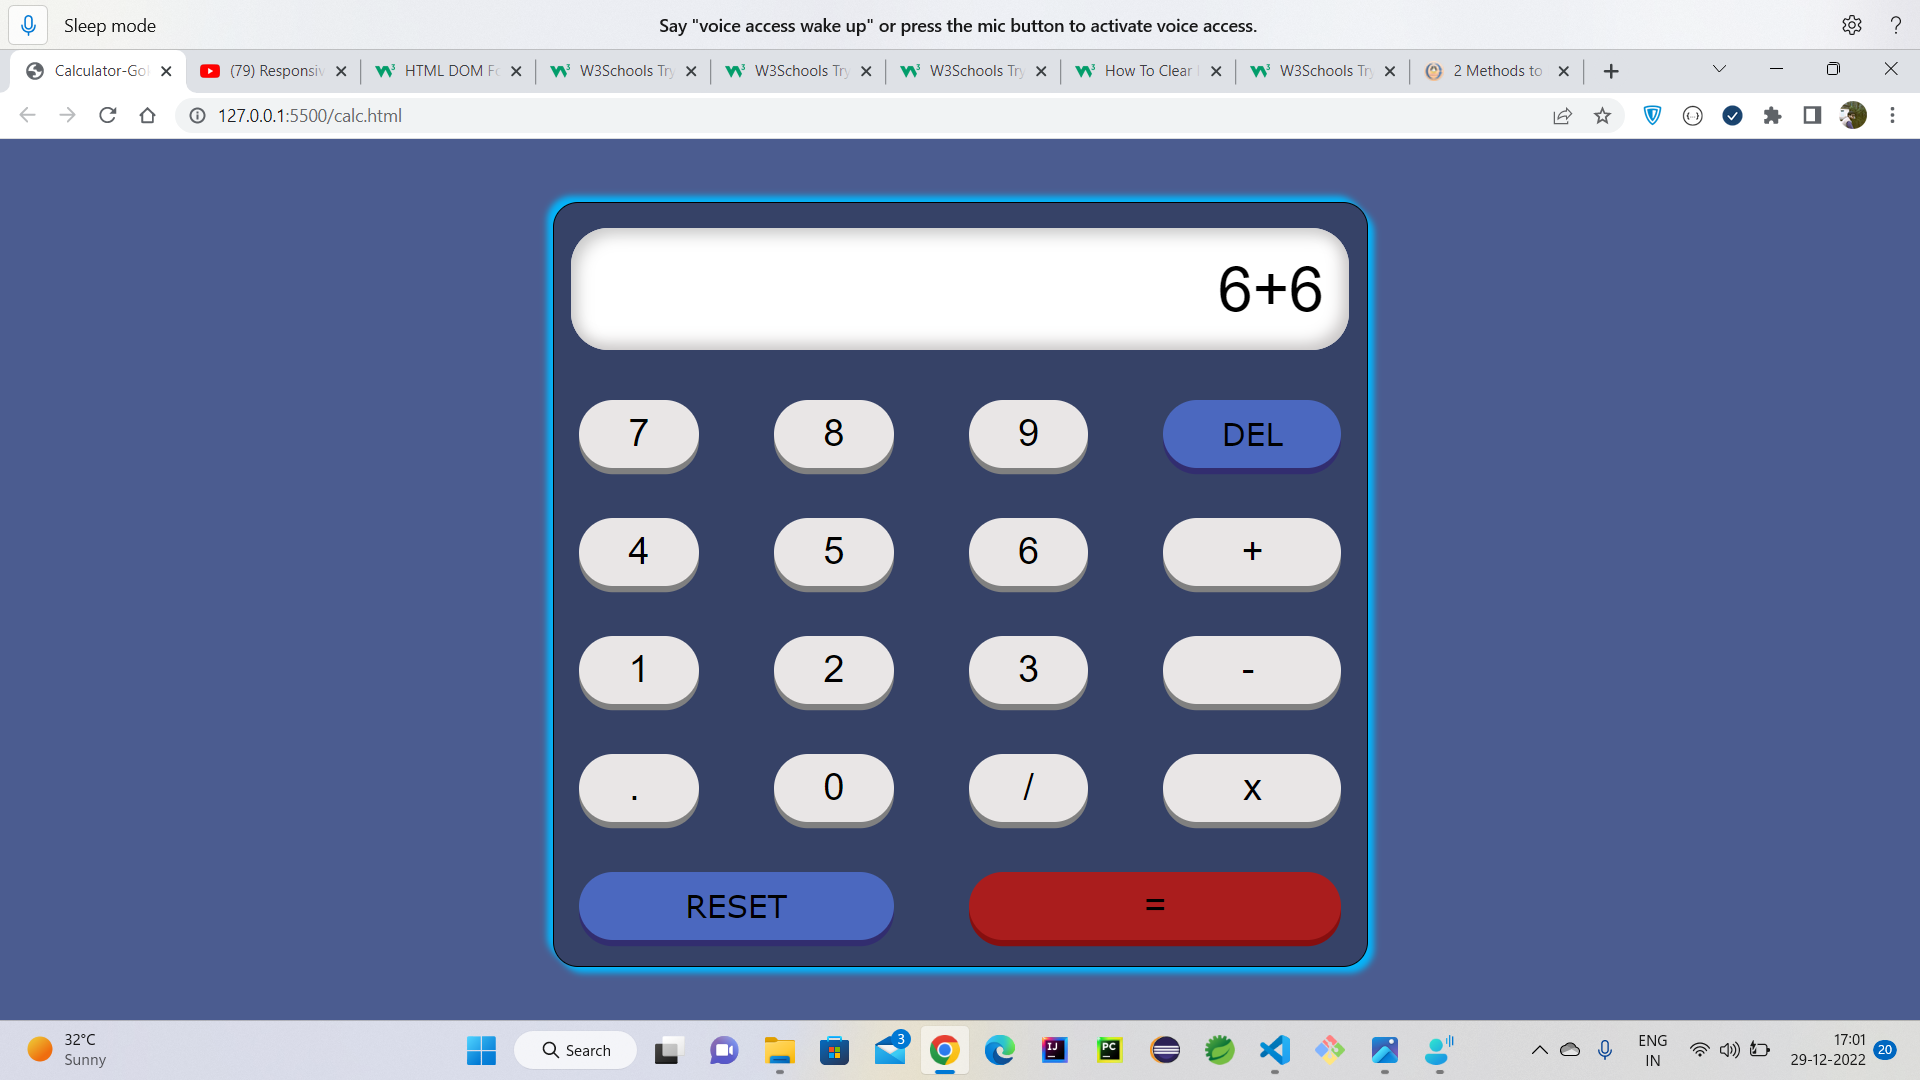 Sleep mode
Say "voice access wake up" or press the mic button to activate voice access.
Calculator-Gol
(79) Responsiv
HTML DOM Fo
W3Schools Try
W3Schools Try
W3Schools Try
How To Clear
W3Schools Try
2 Methods to
127.0.0.1:5500/calc.html
6+6
7 8 9 DEL
4 5 6 +
1 2 3 -
. 0 / x
RESET =
32°C
Sunny
Search
3
IJ
PC
ENG
IN
17:01
29-12-2022
20